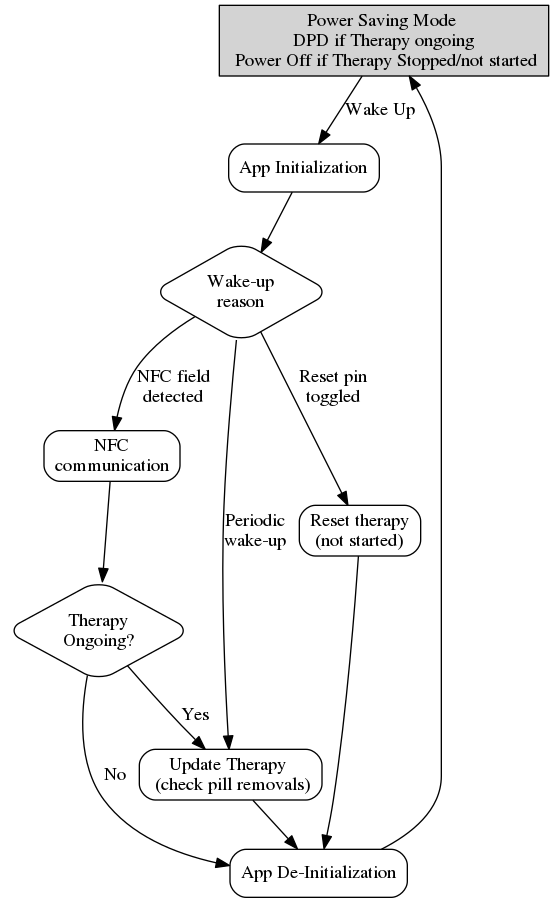 Power Saving Mode
DPD if Therapy ongoing
Power Off if Therapy Stopped/not started
Wake Up
App Initialization
Wake-up
reason
NFC field
detected
Reset pin
toggled
NFC
communication
Periodic
wake-up
Reset therapy
(not started)
Therapy
Ongoing?
Yes
No
Update Therapy
(check pill removals)
App De-Initialization